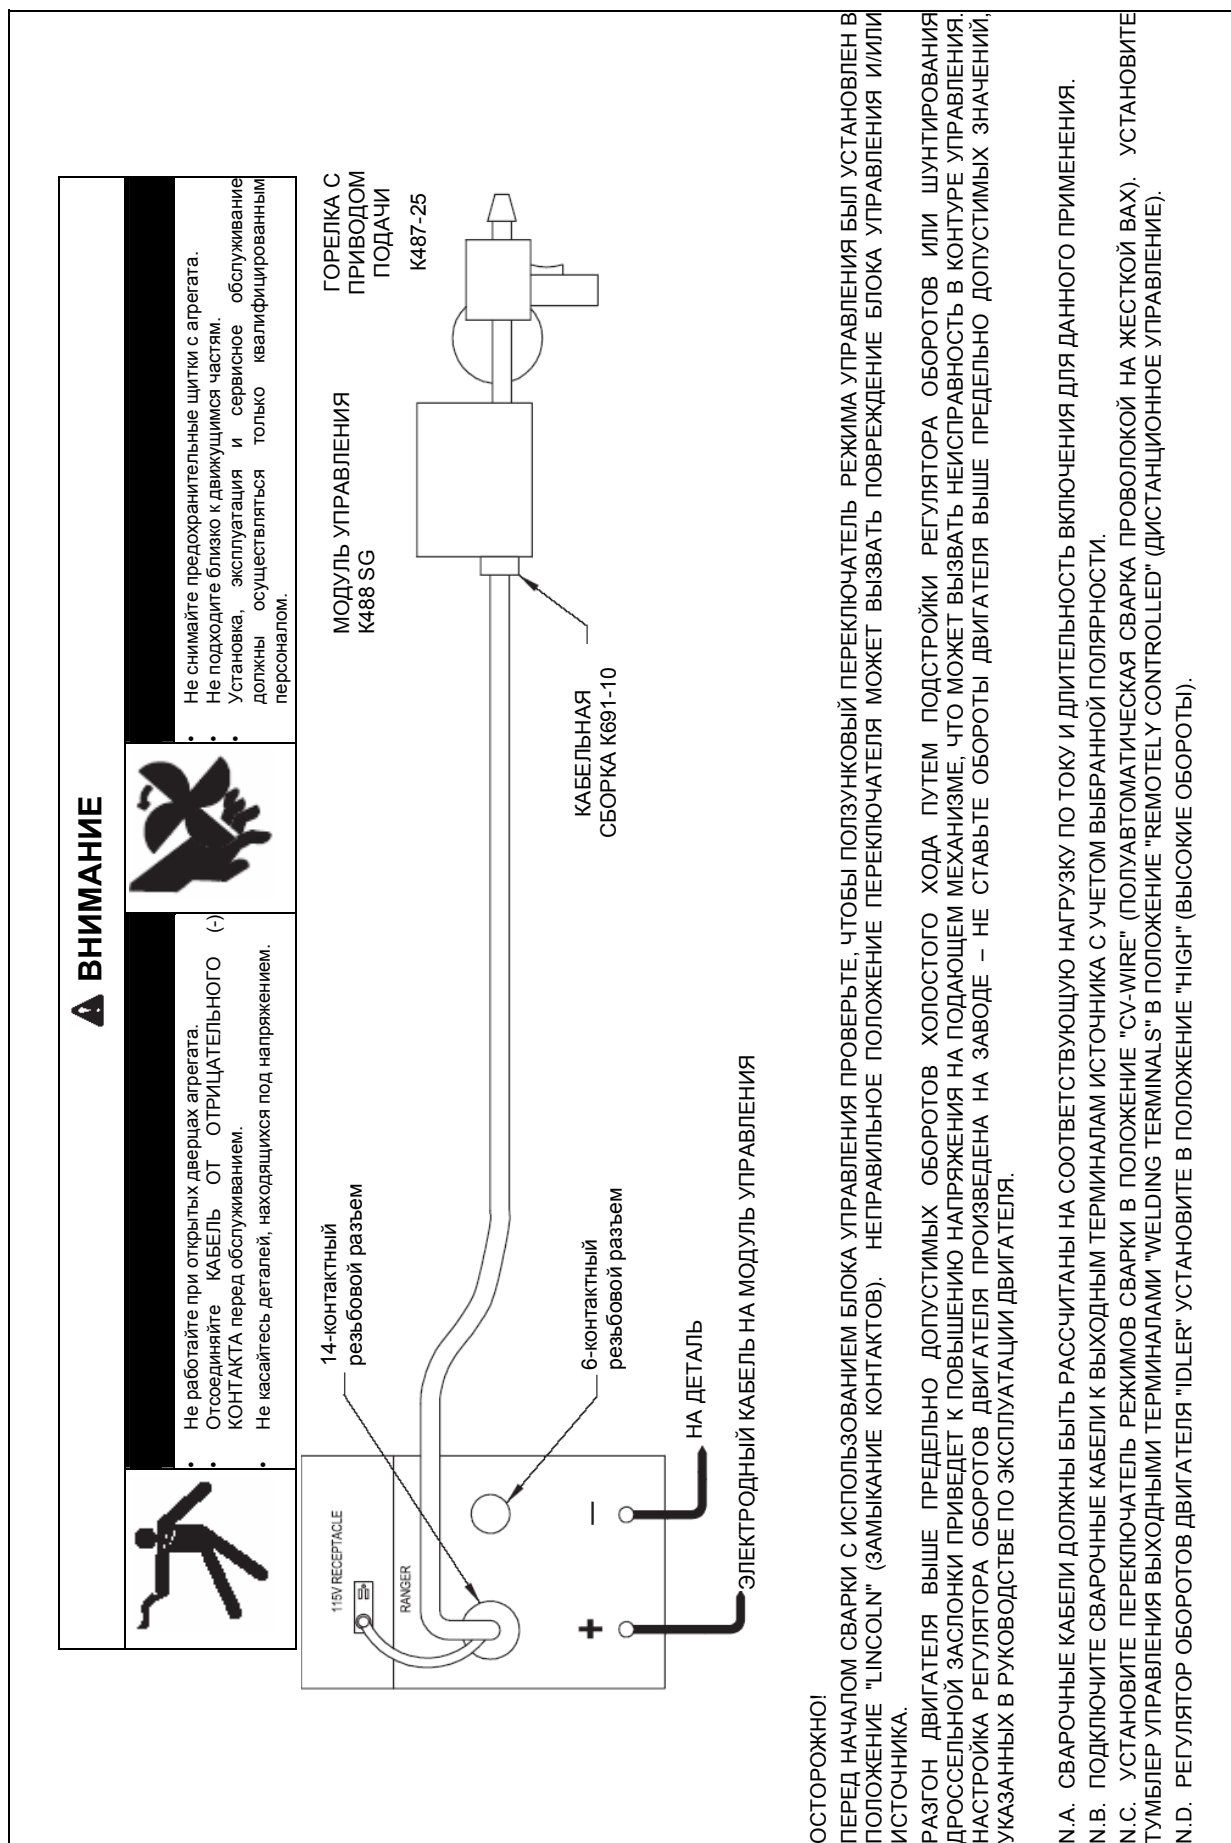 ВНИМАНИЕ
• Не работайте при открытых дверцах агрегата.
• Отсоединяйте КАБЕЛЬ ОТ ОТРИЦАТЕЛЬНОГО (-)
КОНТАКТА перед обслуживанием.
• Не касайтесь деталей, находящихся под напряжением.
• Не снимайте предохранительные щитки с агрегата.
• Не подходите близко к движущимся частям.
• Установка, эксплуатация и сервисное обслуживание
должны осуществляться только квалифицированным
персоналом.
115V RECEPTACLE
RANGER
14-контактный
резьбовой разъем
6-контактный
резьбовой разъем
+
–
НА ДЕТАЛЬ
ЭЛЕКТРОДНЫЙ КАБЕЛЬ НА МОДУЛЬ УПРАВЛЕНИЯ
КАБЕЛЬНАЯ
СБОРКА K691-10
МОДУЛЬ УПРАВЛЕНИЯ
K488 SG
ГОРЕЛКА С
ПРИВОДОМ
ПОДАЧИ
K487-25
ОСТОРОЖНО!
ПЕРЕД НАЧАЛОМ СВАРКИ С ИСПОЛЬЗОВАНИЕМ БЛОКА УПРАВЛЕНИЯ ПРОВЕРЬТЕ, ЧТОБЫ ПОЛЗУНКОВЫЙ ПЕРЕКЛЮЧАТЕЛЬ РЕЖИМА УПРАВЛЕНИЯ БЫЛ УСТАНОВЛЕН В
ПОЛОЖЕНИЕ "LINCOLN" (ЗАМЫКАНИЕ КОНТАКТОВ). НЕПРАВИЛЬНОЕ ПОЛОЖЕНИЕ ПЕРЕКЛЮЧАТЕЛЯ МОЖЕТ ВЫЗВАТЬ ПОВРЕЖДЕНИЕ БЛОКА УПРАВЛЕНИЯ И/ИЛИ
ИСТОЧНИКА.
РАЗГОН ДВИГАТЕЛЯ ВЫШЕ ПРЕДЕЛЬНО ДОПУСТИМЫХ ОБОРОТОВ ХОЛОСТОГО ХОДА ПУТЕМ ПОДСТРОЙКИ РЕГУЛЯТОРА ОБОРОТОВ ИЛИ ШУНТИРОВАНИЯ
ДРОССЕЛЬНОЙ ЗАСЛОНКИ ПРИВЕДЕТ К ПОВЫШЕНИЮ НАПРЯЖЕНИЯ НА ПОДАЮЩЕМ МЕХАНИЗМЕ, ЧТО МОЖЕТ ВЫЗВАТЬ НЕИСПРАВНОСТЬ В КОНТУРЕ УПРАВЛЕНИЯ.
НАСТРОЙКА РЕГУЛЯТОРА ОБОРОТОВ ДВИГАТЕЛЯ ПРОИЗВЕДЕНА НА ЗАВОДЕ – НЕ СТАВЬТЕ ОБОРОТЫ ДВИГАТЕЛЯ ВЫШЕ ПРЕДЕЛЬНО ДОПУСТИМЫХ ЗНАЧЕНИЙ,
УКАЗАННЫХ В РУКОВОДСТВЕ ПО ЭКСПЛУАТАЦИИ ДВИГАТЕЛЯ.
N.A. СВАРОЧНЫЕ КАБЕЛИ ДОЛЖНЫ БЫТЬ РАССЧИТАНЫ НА СООТВЕТСТВУЮЩУЮ НАГРУЗКУ ПО ТОКУ И ДЛИТЕЛЬНОСТЬ ВКЛЮЧЕНИЯ ДЛЯ ДАННОГО ПРИМЕНЕНИЯ.
N.B. ПОДКЛЮЧИТЕ СВАРОЧНЫЕ КАБЕЛИ К ВЫХОДНЫМ ТЕРМИНАЛАМ ИСТОЧНИКА С УЧЕТОМ ВЫБРАННОЙ ПОЛЯРНОСТИ.
N.C. УСТАНОВИТЕ ПЕРЕКЛЮЧАТЕЛЬ РЕЖИМОВ СВАРКИ В ПОЛОЖЕНИЕ "CV-WIRE" (ПОЛУАВТОМАТИЧЕСКАЯ СВАРКА ПРОВОЛОКОЙ НА ЖЕСТКОЙ ВАХ). УСТАНОВИТЕ
ТУМБЛЕР УПРАВЛЕНИЯ ВЫХОДНЫМИ ТЕРМИНАЛАМИ "WELDING TERMINALS" В ПОЛОЖЕНИЕ "REMOTELY CONTROLLED" (ДИСТАНЦИОННОЕ УПРАВЛЕНИЕ).
N.D. РЕГУЛЯТОР ОБОРОТОВ ДВИГАТЕЛЯ "IDLER" УСТАНОВИТЕ В ПОЛОЖЕНИЕ "HIGH" (ВЫСОКИЕ ОБОРОТЫ).